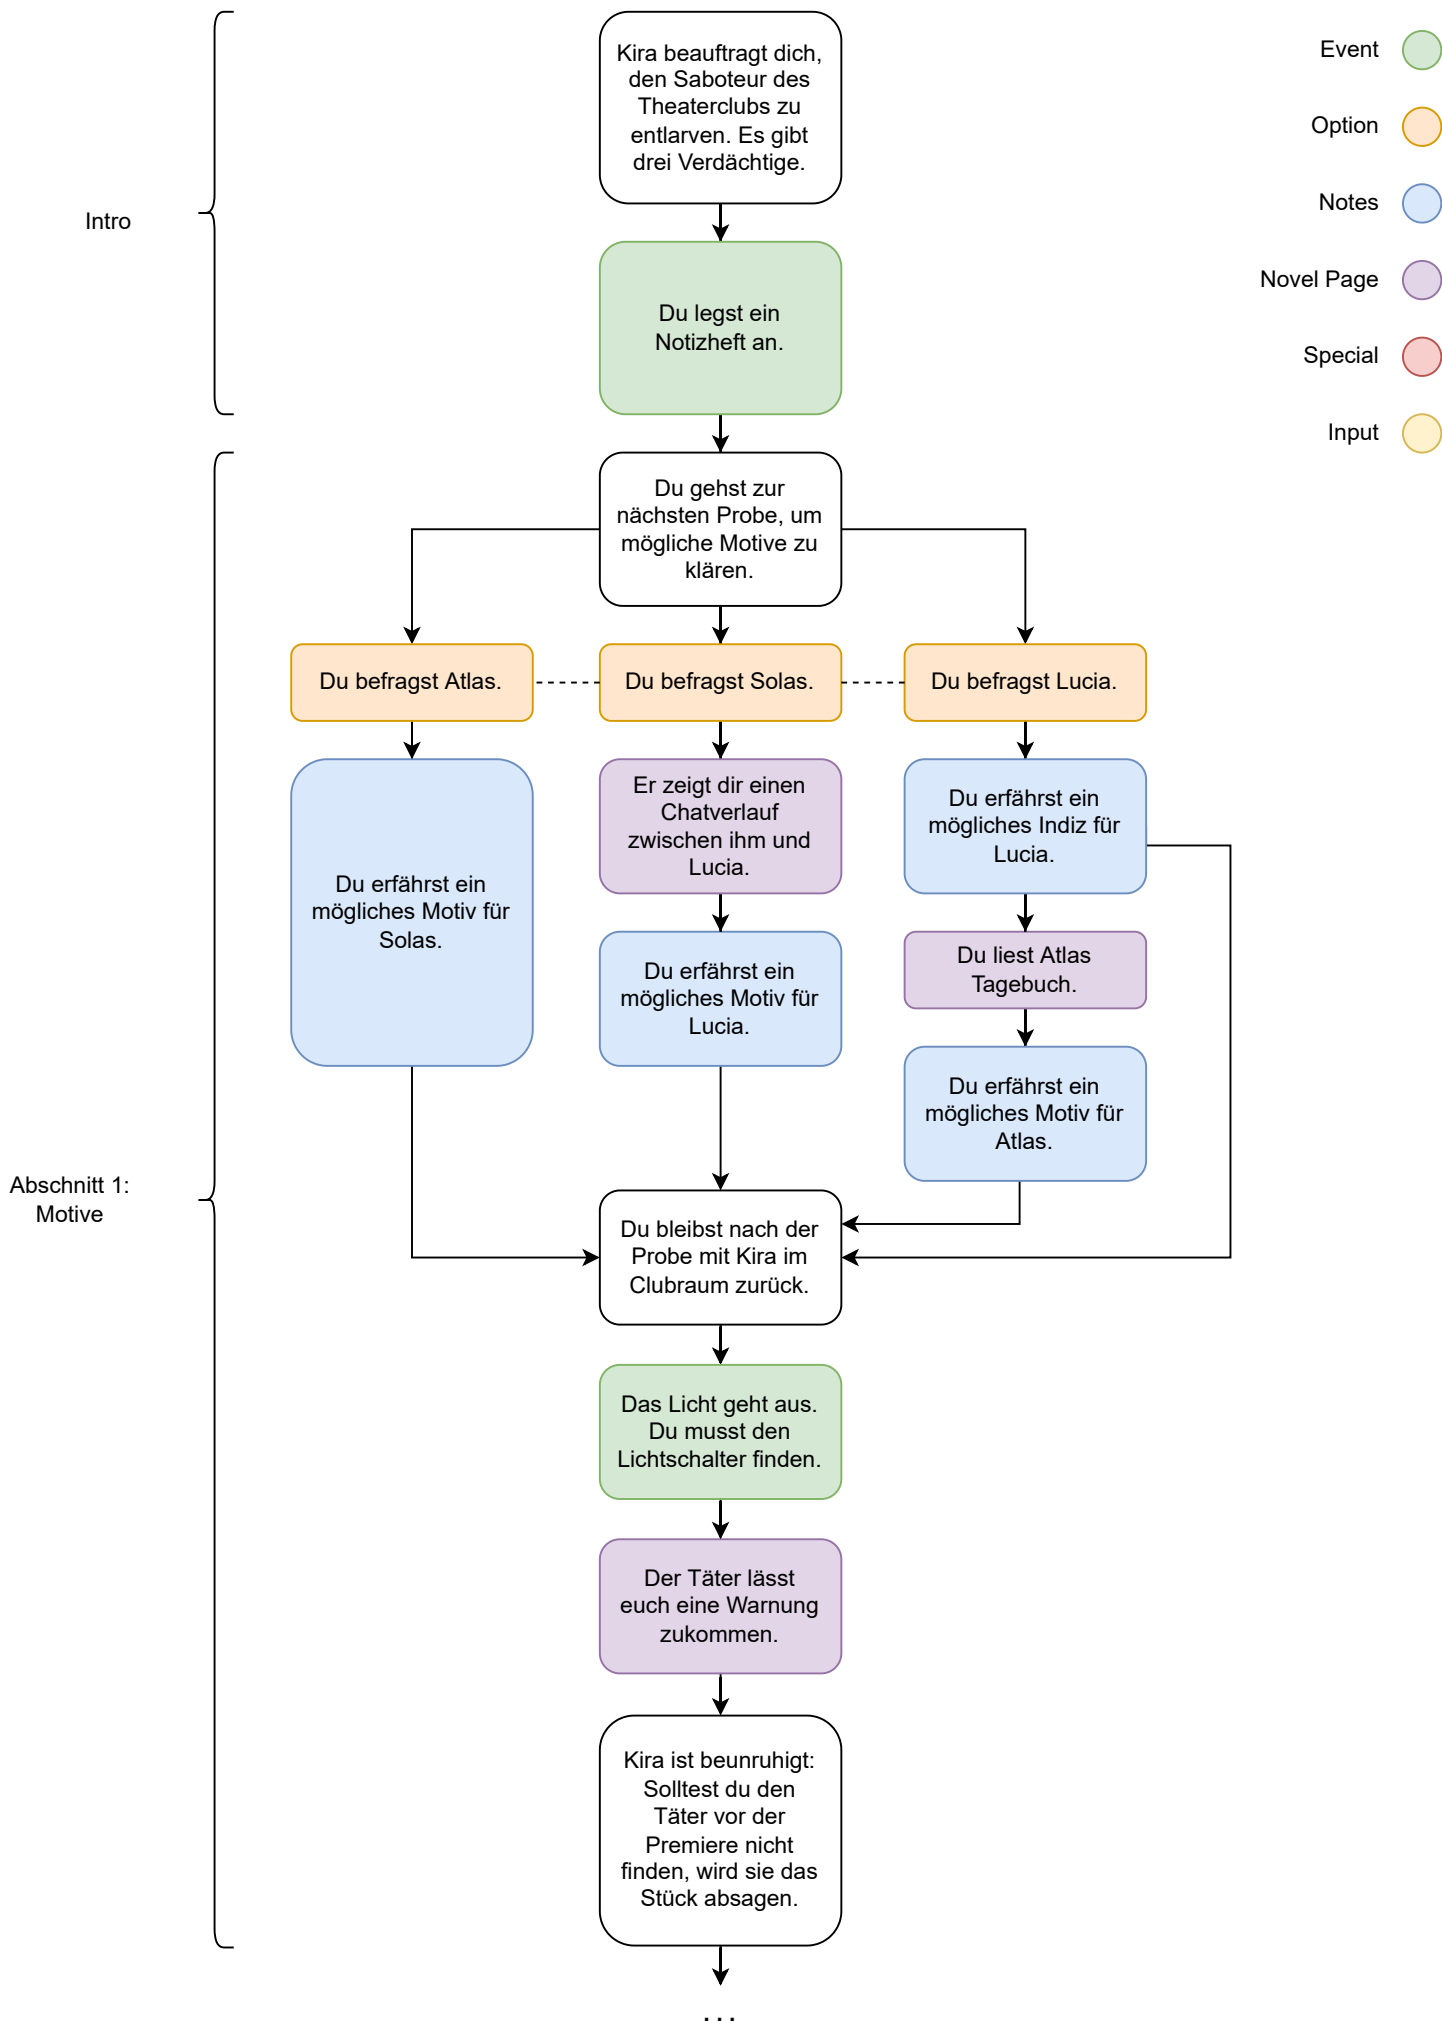 Kira beauftragt dich,
den Saboteur des
Theaterclubs zu
entlarven. Es gibt
drei Verdächtige.
Event
Option
Notes
Novel Page
Special
Input
Intro
Du legst ein
Notizheft an.
Du gehst zur
nächsten Probe, um
mögliche Motive zu
klären.
Du befragst Atlas.
Du befragst Solas.
Du befragst Lucia.
Du erfährst ein
mögliches Motiv für
Solas.
Er zeigt dir einen
Chatverlauf
zwischen ihm und
Lucia.
Du erfährst ein
mögliches Motiv für
Lucia.
Du erfährst ein
mögliches Indiz für
Lucia.
Du liest Atlas
Tagebuch.
Du erfährst ein
mögliches Motiv für
Atlas.
Abschnitt 1:
Motive
Du bleibst nach der
Probe mit Kira im
Clubraum zurück.
Das Licht geht aus.
Du musst den
Lichtschalter finden.
Der Täter lässt
euch eine Warnung
zukommen.
Kira ist beunruhigt:
Solltest du den
Täter vor der
Premiere nicht
finden, wird sie das
Stück absagen.
...